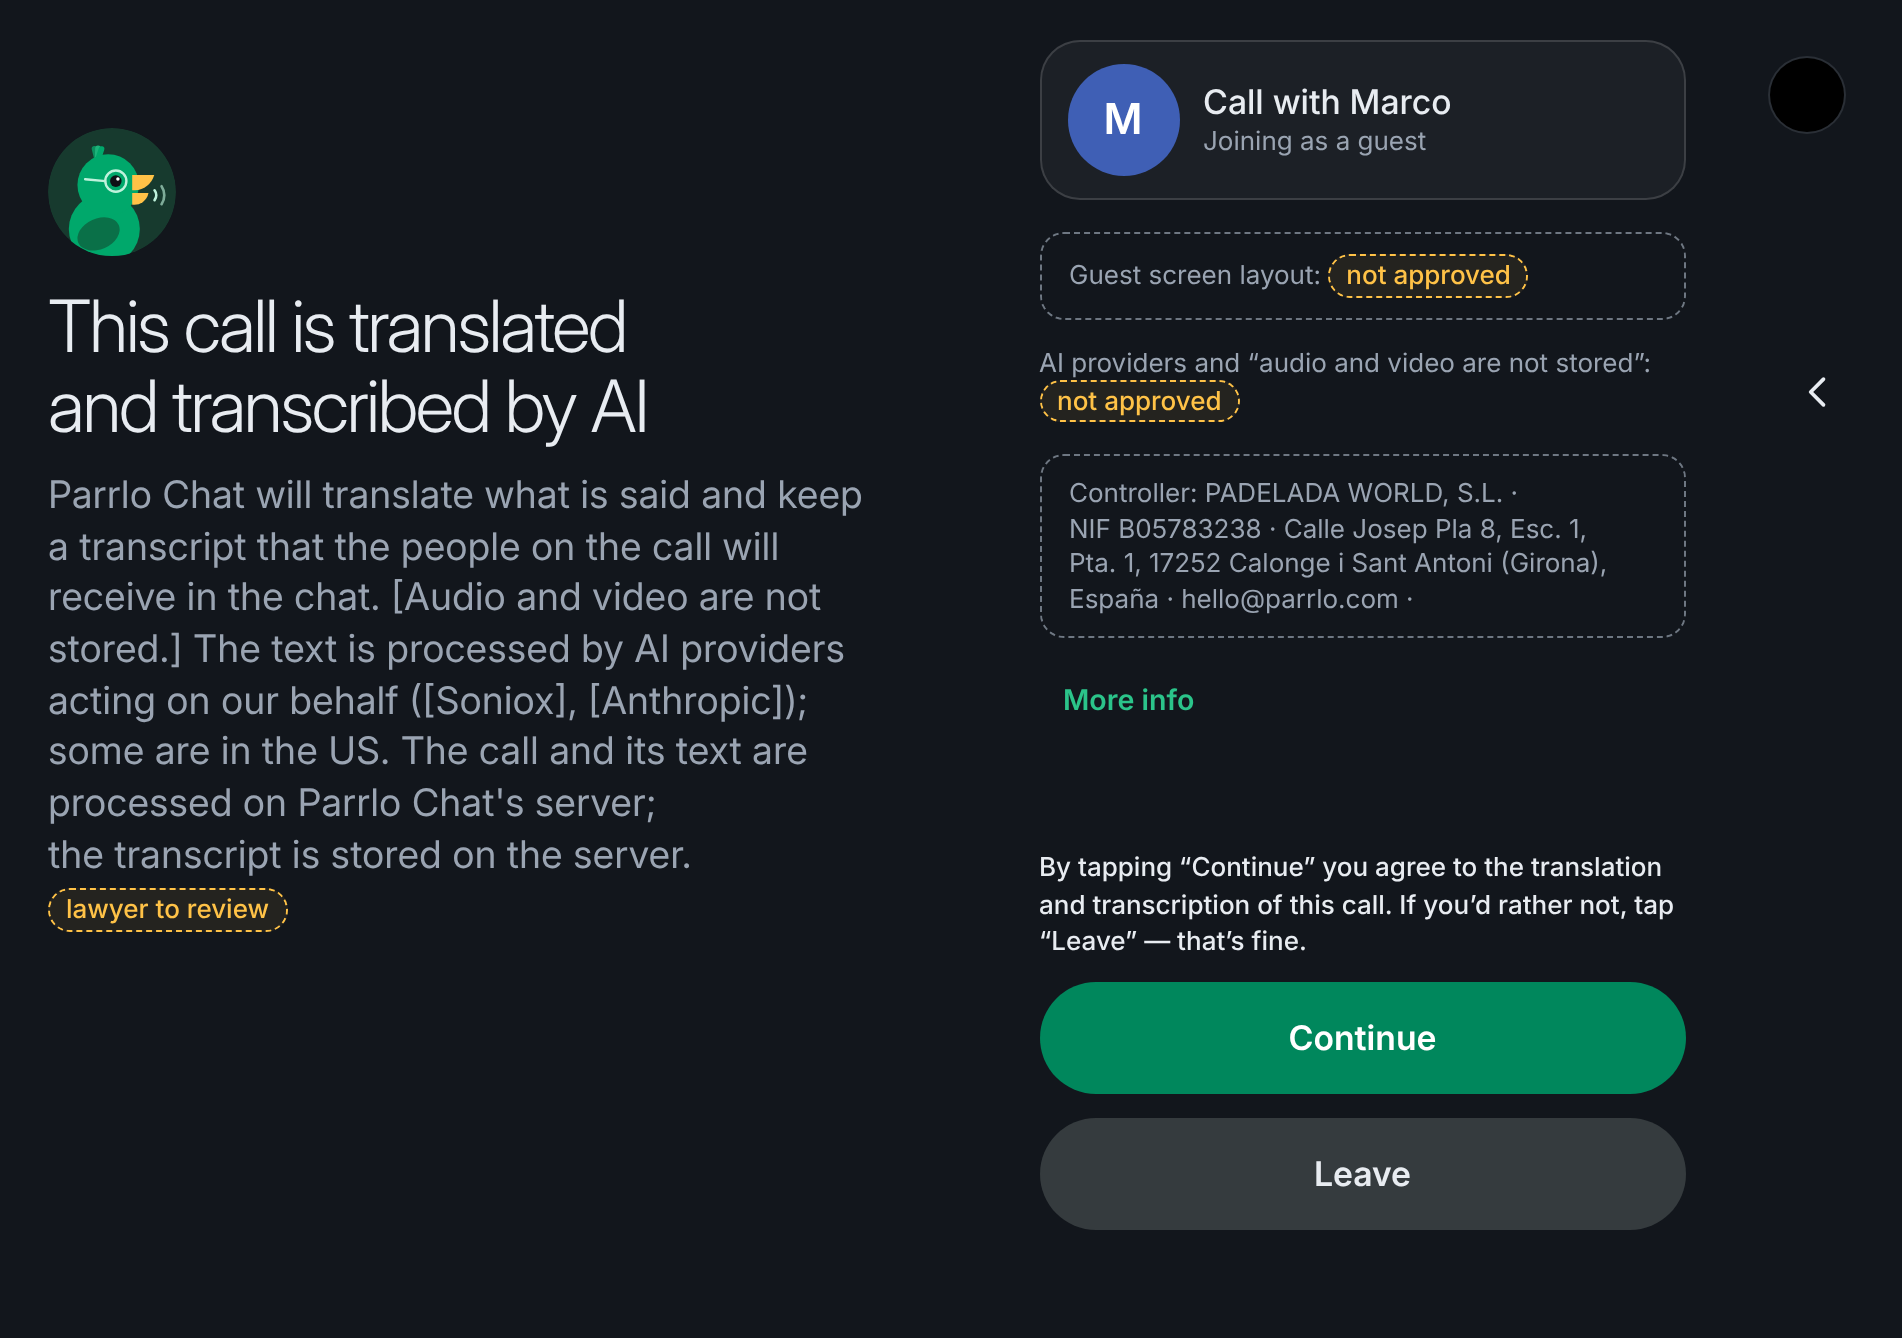 This call is translated
and transcribed by AI
Parrlo Chat will translate what is said and keep
a transcript that the people on the call will
receive in the chat. [Audio and video are not
stored.] The text is processed by AI providers
acting on our behalf ([Soniox], [Anthropic]);
some are in the US. The call and its text are
processed on Parrlo Chat's server;
the transcript is stored on the server.
lawyer to review
M
Call with Marco
Joining as a guest
Guest screen layout: not approved
AI providers and “audio and video are not stored”:
not approved
Controller: PADELADA WORLD, S.L. ·
NIF B05783238 · Calle Josep Pla 8, Esc. 1,
Pta. 1, 17252 Calonge i Sant Antoni (Girona),
España · hello@parrlo.com ·
More info
By tapping “Continue” you agree to the translation
and transcription of this call. If you’d rather not, tap
“Leave” — that’s fine.
Continue
Leave